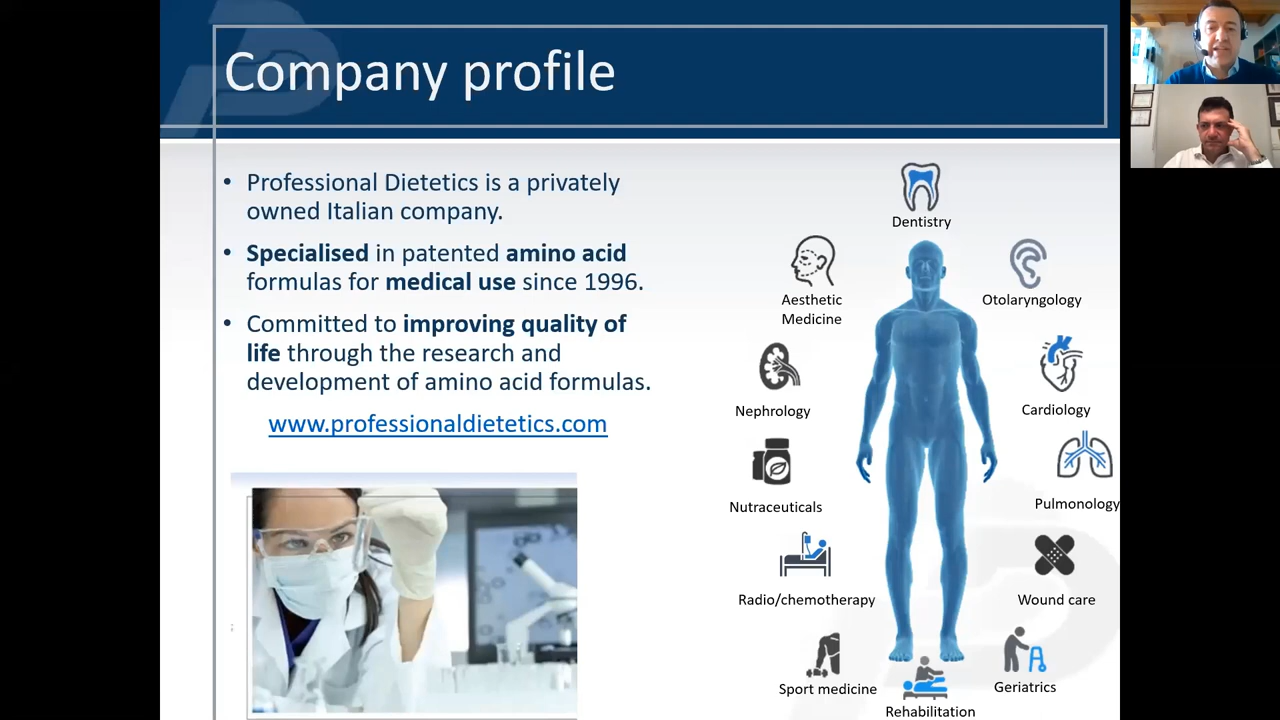 Company profile
• Professional Dietetics is a privately
owned Italian company.
• Specialised in patented amino acid
formulas for medical use since 1996.
• Committed to improving quality of
life through the research and
development of amino acid formulas.
www.professionaldietetics.com
Dentistry
Aesthetic
Medicine
Otolaryngology
Nephrology
Cardiology
Nutraceuticals
Pulmonology
Radio/chemotherapy
Wound care
Sport medicine
Geriatrics
Rehabilitation